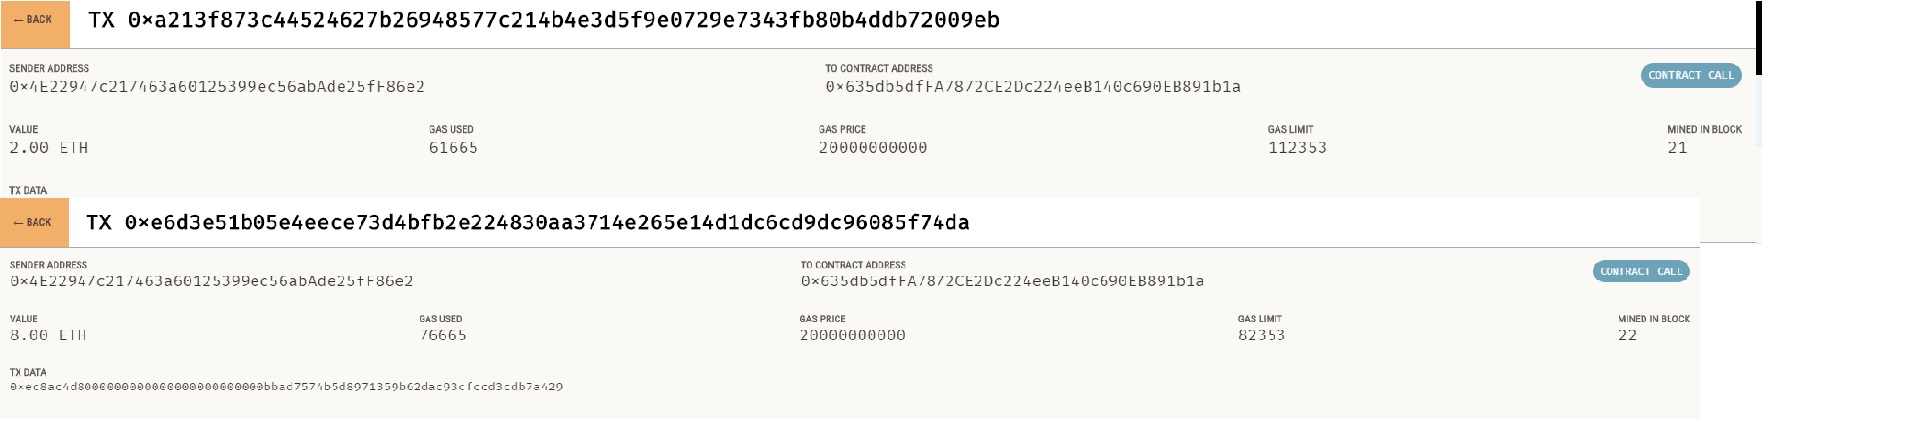 ← BACK
TX 0×a213f873c44524627b26948577c214b4e3d5f9e0729e7343fb80b4ddb72009eb
SENDER ADDRESS
TO CONTRACT ADDRESS
0×4E22947c217463a60125399ec56abAde25fF86e2
0×635db5dfFA7872CE2Dc224eeB140c690EB891b1a
CONTRACT CALL
VALUE
GAS USED
GAS PRICE
GAS LIMIT
MINED IN BLOCK
2.00 ETH
61665
20000000000
112353
21
TX DATA
← BACK
TX 0×e6d3e51b05e4eece73d4bfb2e224830aa3714e265e14d1dc6cd9dc96085f74da
SENDER ADDRESS
TO CONTRACT ADDRESS
0×4E22947c217463a60125399ec56abAde25fF86e2
0×635db5dfFA7872CE2Dc224eeB140c690EB891b1a
CONTRACT CALL
VALUE
GAS USED
GAS PRICE
GAS LIMIT
MINED IN BLOCK
8.00 ETH
76665
20000000000
82353
22
TX DATA